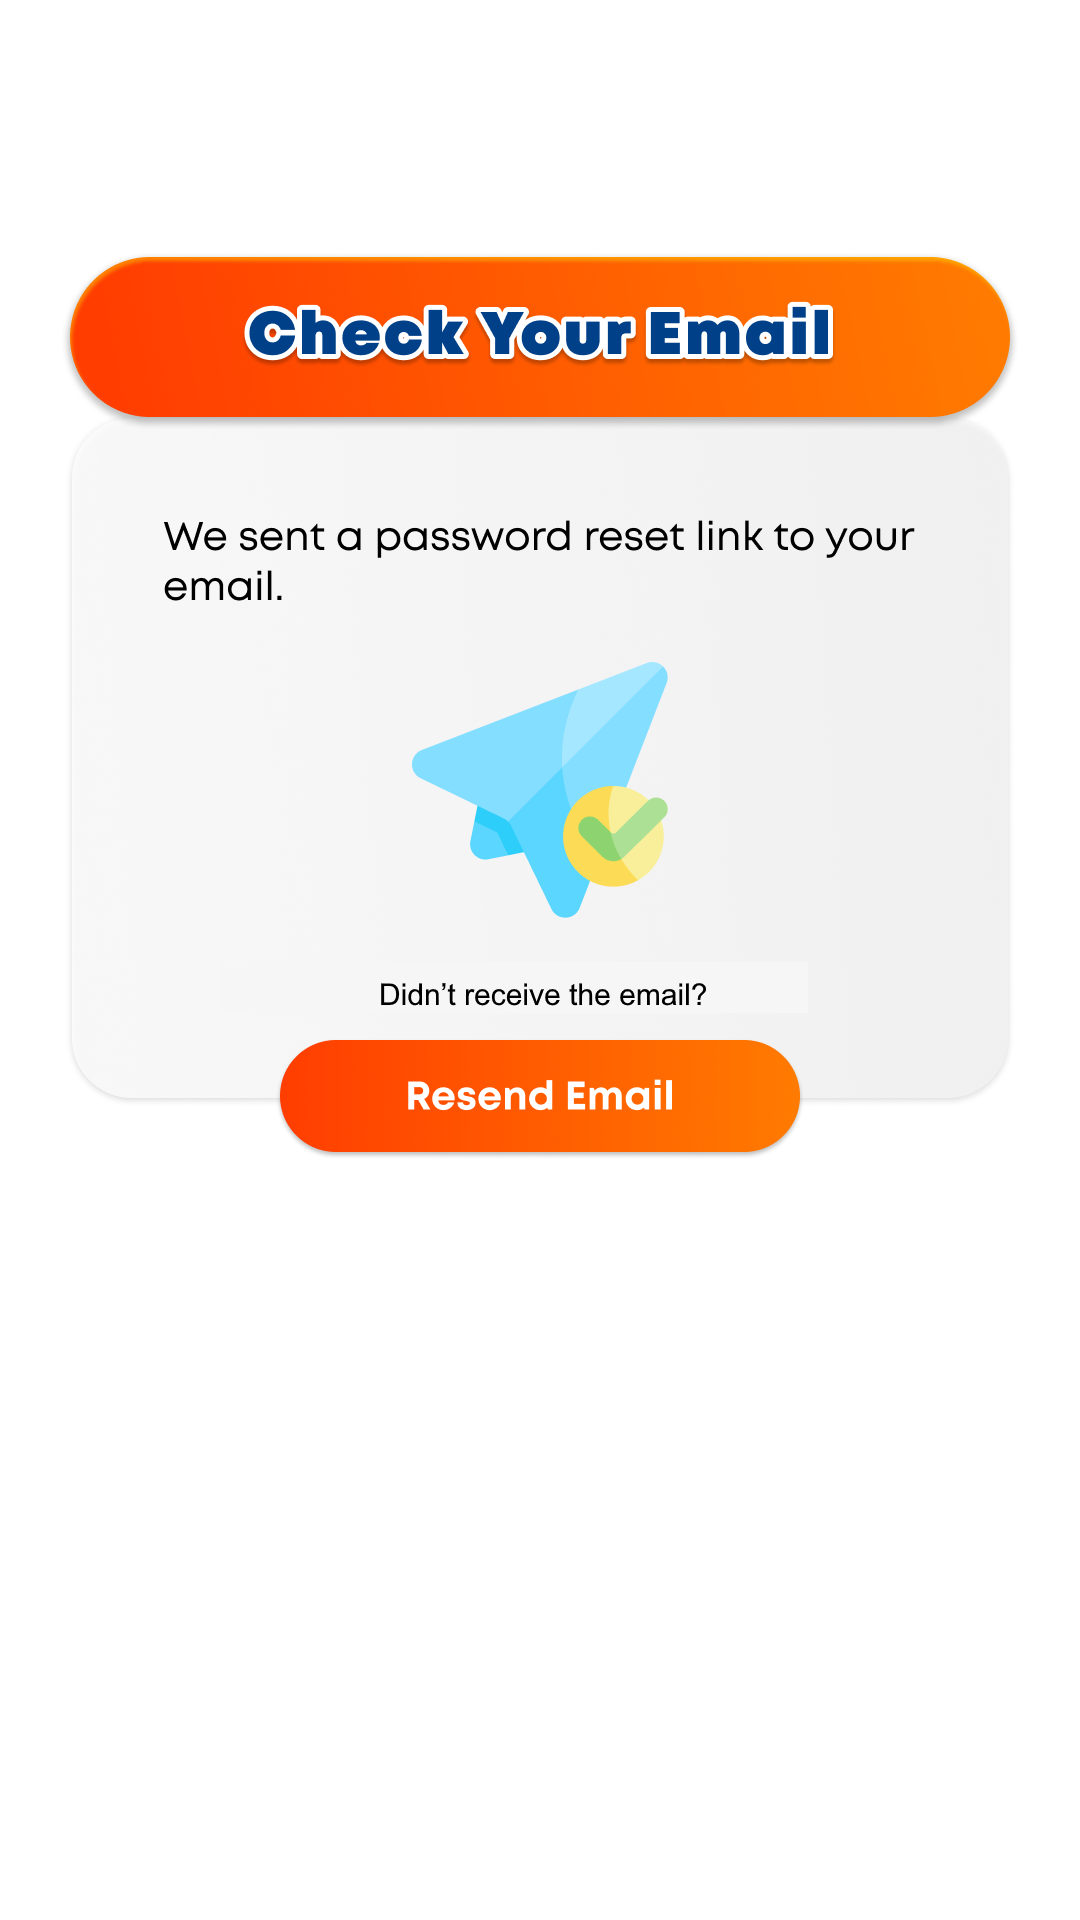 Check Your Email
We sent a password reset link to your
email.
Didn’t receive the email?
Resend Email